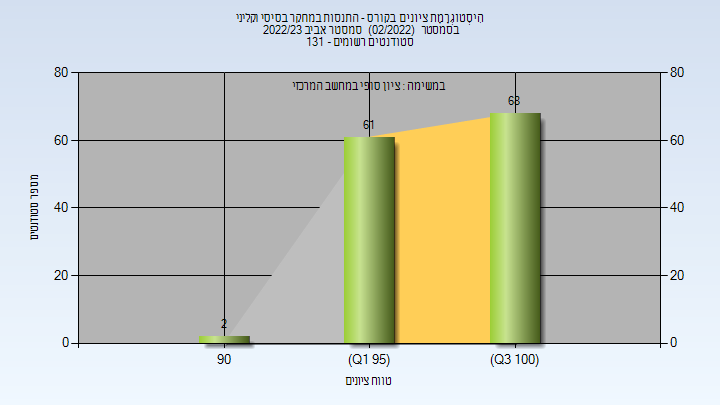 היסטוגרמת ציונים בקורס - התנסות במחקר בסיסי וקליני
בסמסטר (02/2022) סמסטר אביב 2022/23
סטודנטים רשומים - 131
במשימה : ציון סופי במחשב המרכזי
80
60
40
20
0
80
60
40
20
0
מספר סטודנטים
2
61
68
90
(Q1 95)
(Q3 100)
טווח ציונים